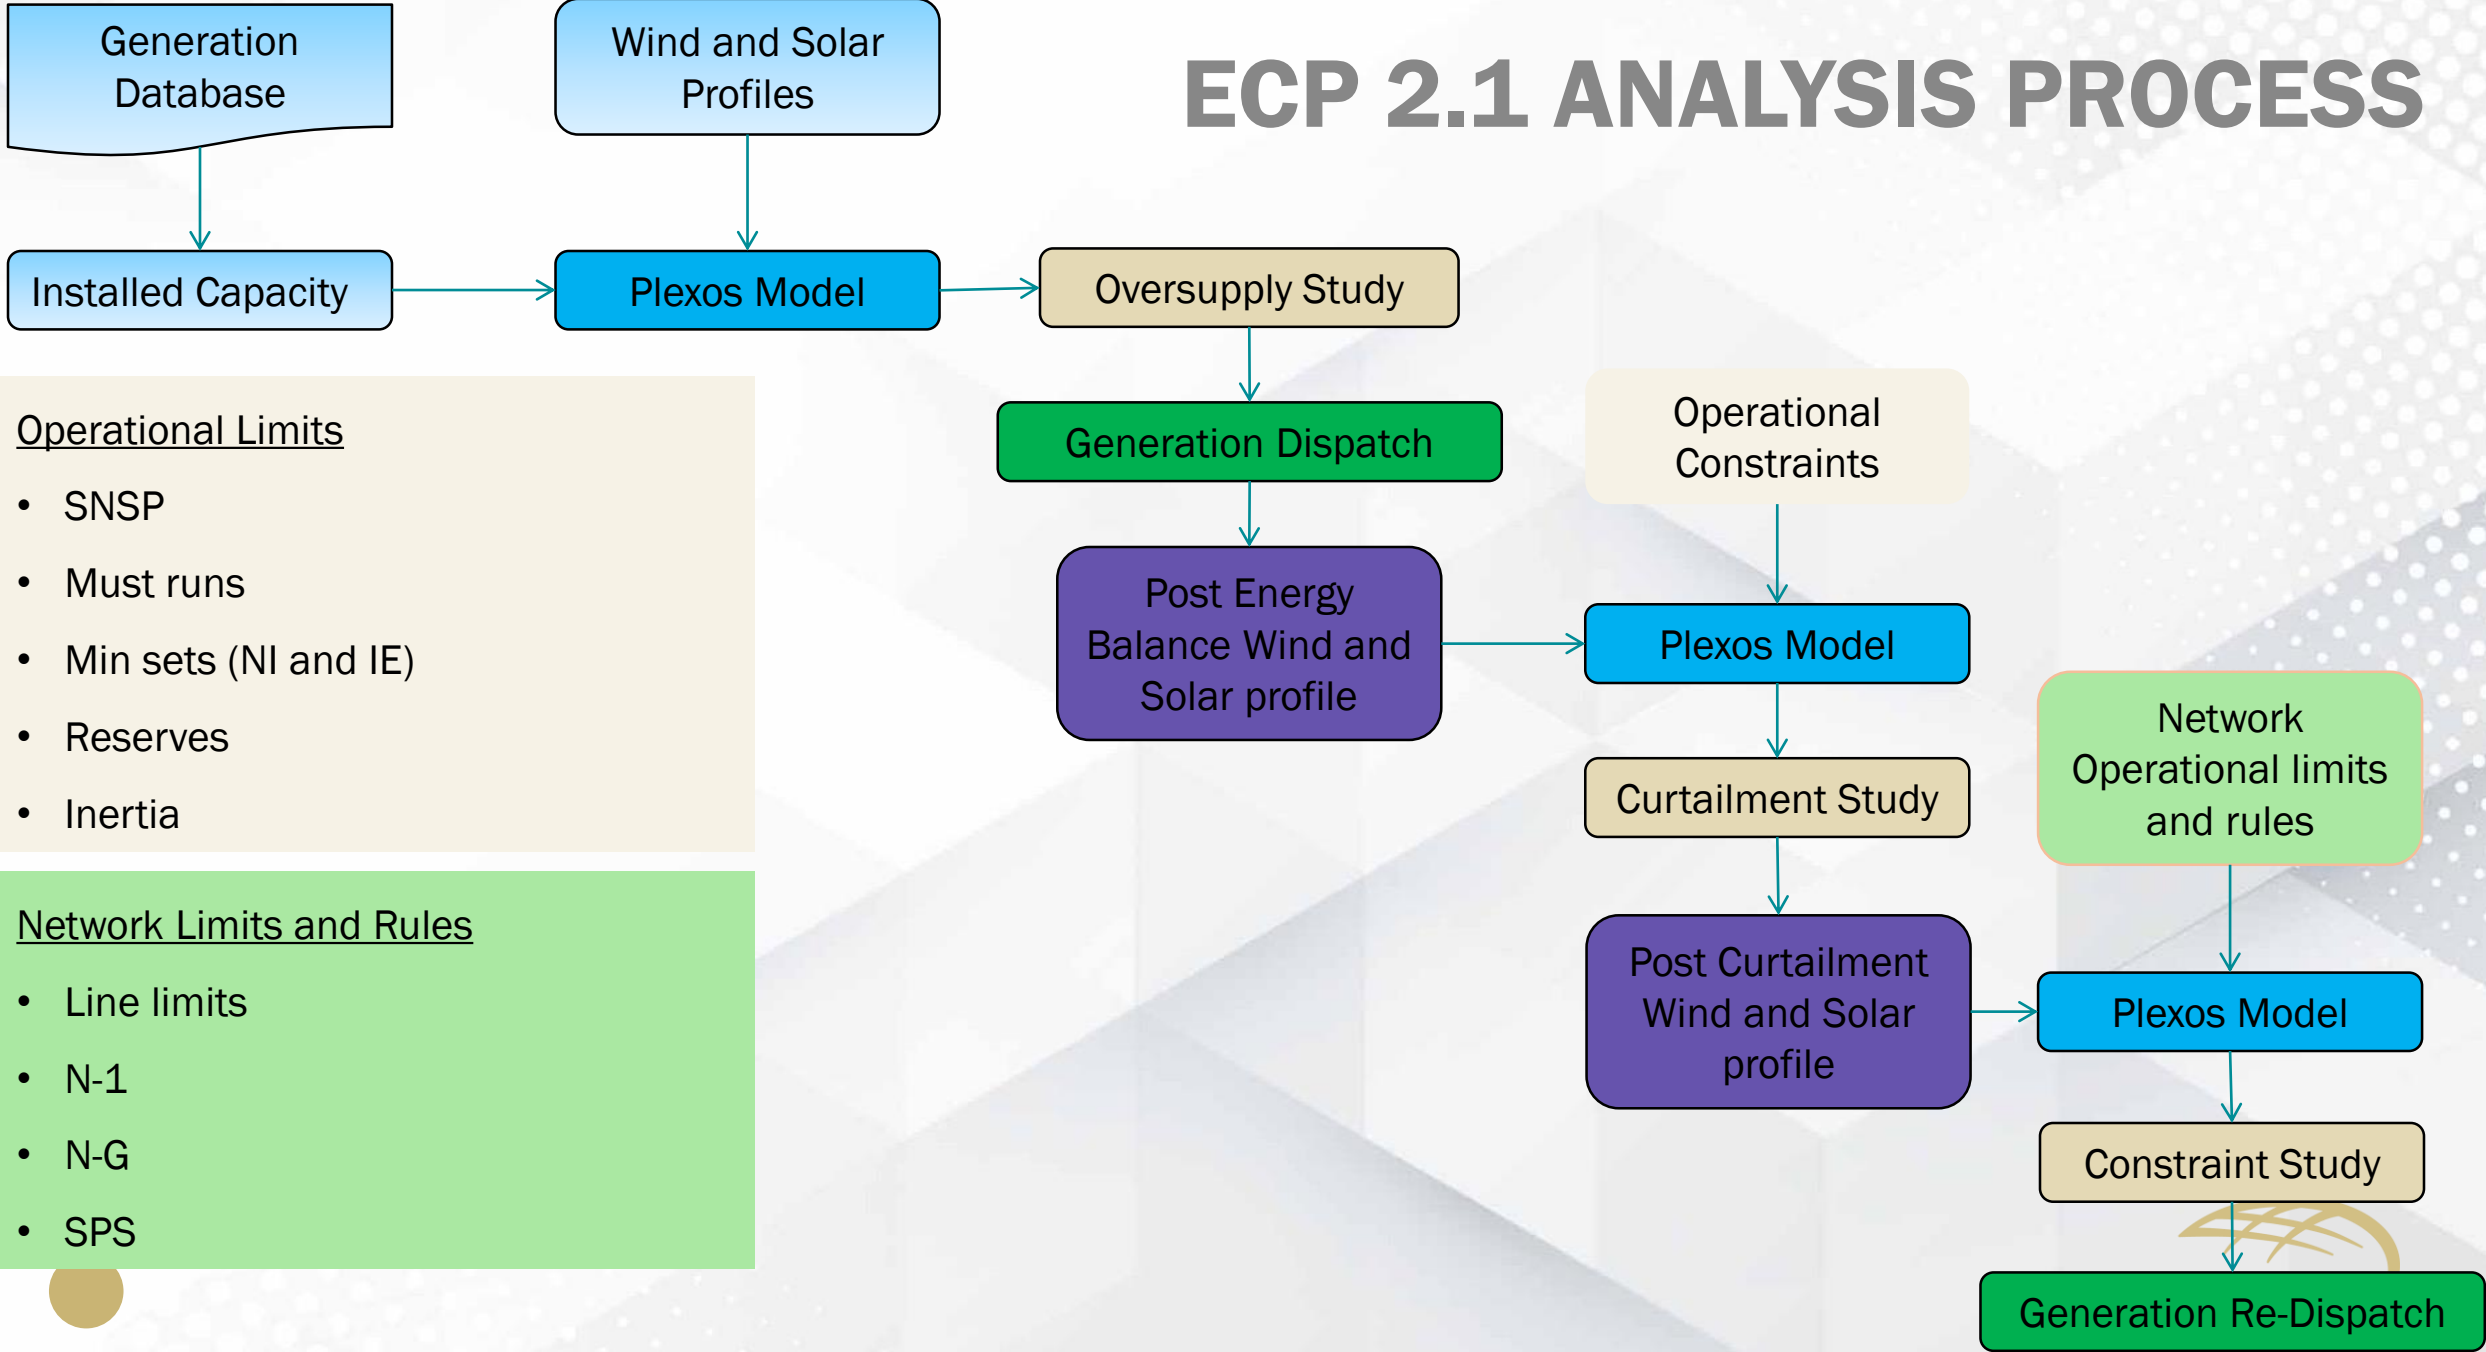 ECP 2.1 ANALYSIS PROCESS
Generation
Database
Wind and Solar
Profiles
Installed Capacity
Plexos Model
Oversupply Study
Generation Dispatch
Post Energy
Balance Wind and
Solar profile
Operational
Constraints
Plexos Model
Curtailment Study
Post Curtailment
Wind and Solar
profile
Network
Operational limits
and rules
Plexos Model
Constraint Study
Generation Re-Dispatch
Operational Limits
• SNSP
• Must runs
• Min sets (NI and IE)
• Reserves
• Inertia
Network Limits and Rules
• Line limits
• N-1
• N-G
• SPS